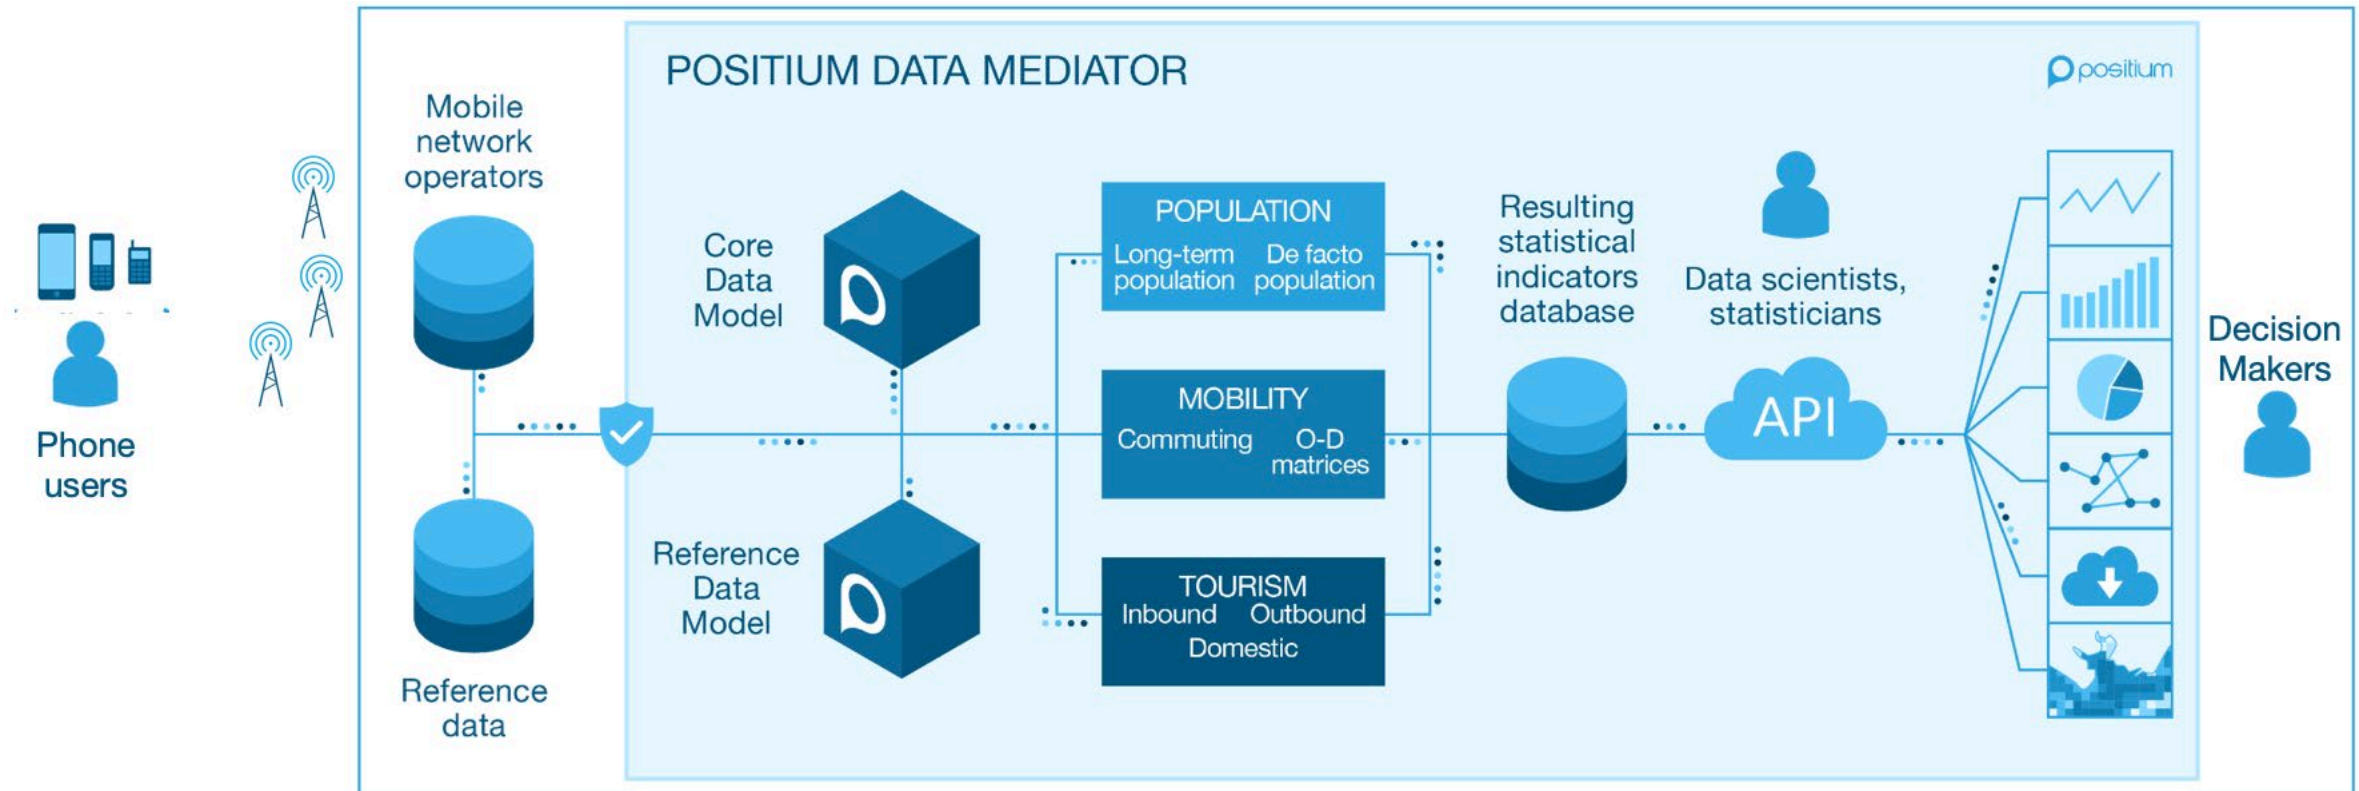 POSITIUM DATA MEDIATOR
positium
Phone
users
Mobile
network
operators
Reference
data
Core
Data
Model
Reference
Data
Model
POPULATION
Long-term
population
De facto
population
MOBILITY
Commuting
O-D
matrices
TOURISM
Inbound
Outbound
Domestic
Resulting
statistical
indicators
database
Data scientists,
statisticians
API
Decision
Makers